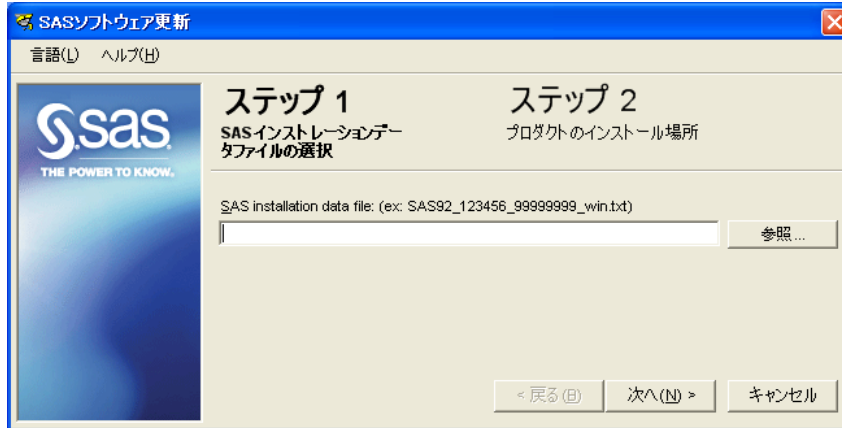 SASソフトウェア更新
言語(L) ヘルプ(H)
sas
THE POWER TO KNOW.
ステップ 1
SASインストレーションデー
タファイルの選択
ステップ 2
プロダクトのインストール場所
SAS installation data file: (ex: SAS92_123456_99999999_win.txt)
参照...
< 戻る(B) 次へ(N) > キャンセル